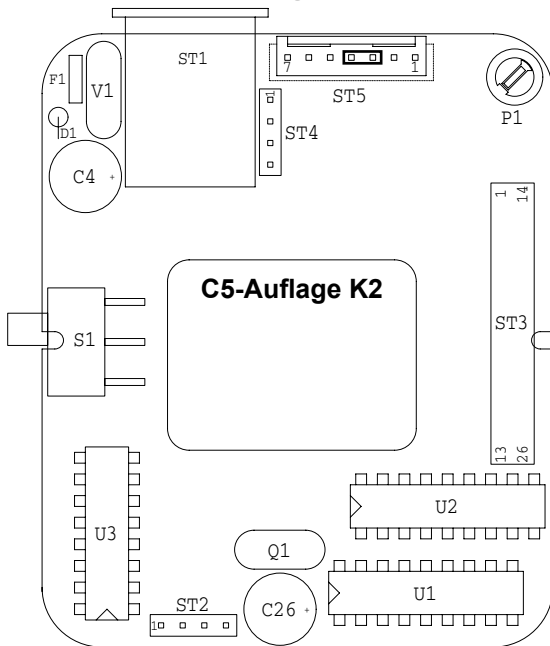 ST1
F1
V1
7
1
ST5
P1
D1
1
ST4
C4
1
14
C5-Auflage K2
S1
ST3
13
26
U3
U2
Q1
U1
ST2
1
C26